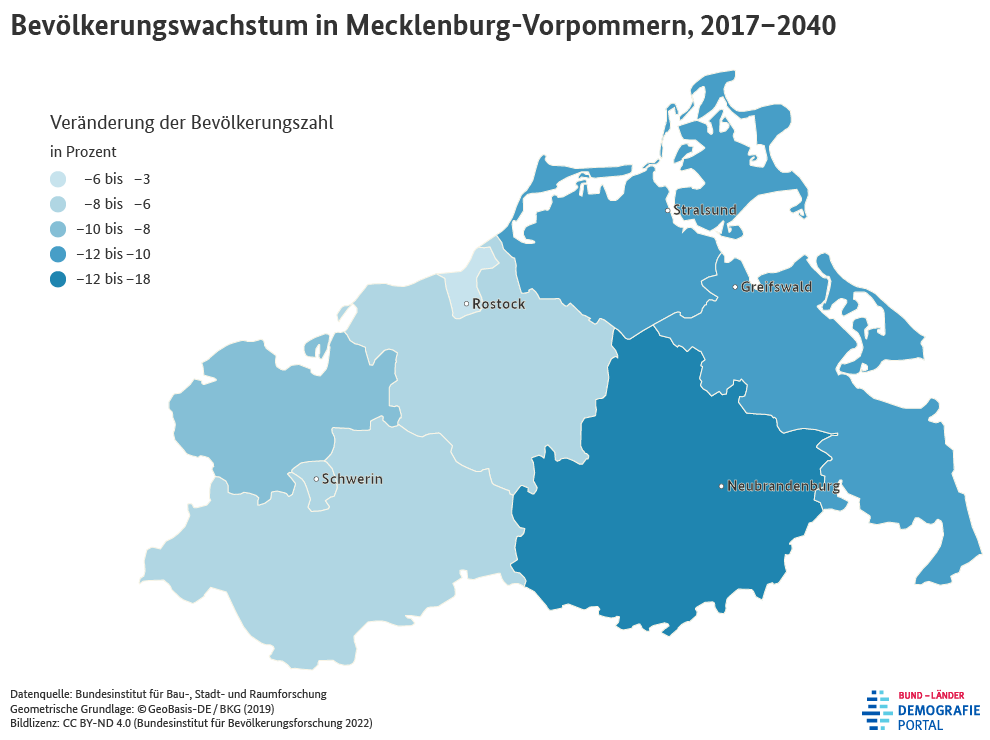 Bevölkerungswachstum in Mecklenburg-Vorpommern, 2017–2040
Veränderung der Bevölkerungszahl
in Prozent
−6 bis −3
−8 bis −6
−10 bis −8
−12 bis −10
−12 bis −18
Stralsund
Greifswald
Rostock
Schwerin
Neubrandenburg
Datenquelle: Bundesinstitut für Bau-, Stadt- und Raumforschung
Geometrische Grundlage: © GeoBasis-DE / BKG (2019)
Bildlizenz: CC BY-ND 4.0 (Bundesinstitut für Bevölkerungsforschung 2022)
BUND-LÄNDER
DEMOGRAFIE
PORTAL